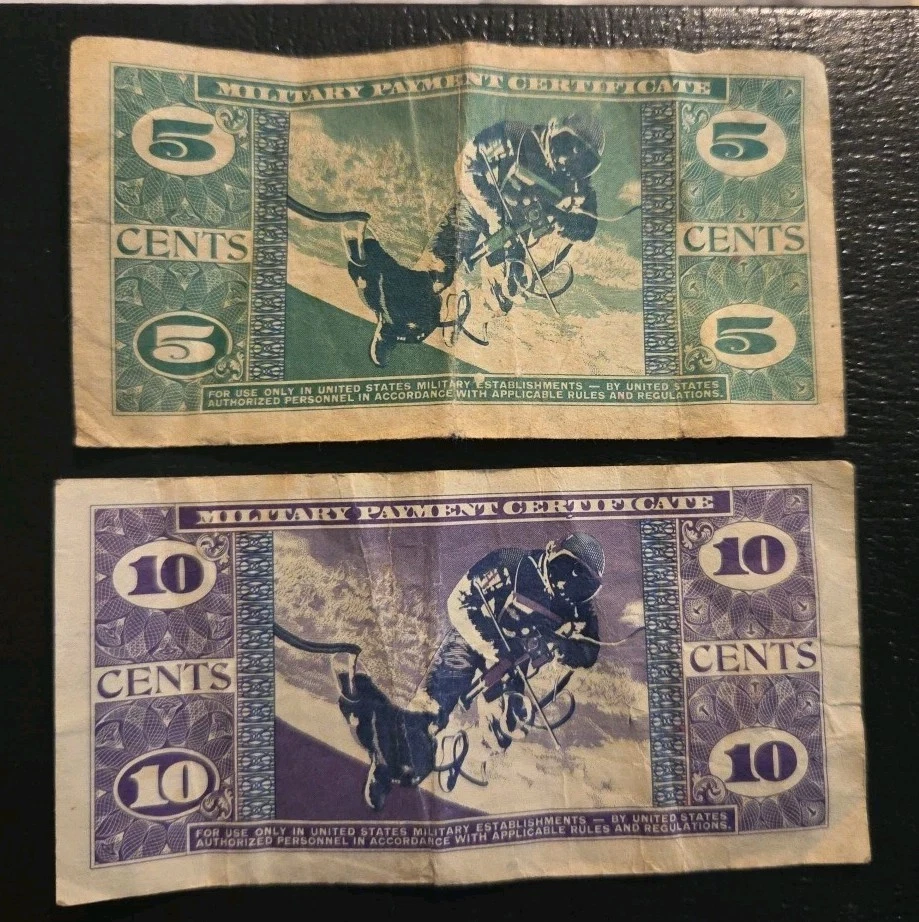 MILITARY PAYMENT CERTIFICATE
5 5
CENTS CENTS
5 5
FOR USE ONLY IN UNITED STATES MILITARY ESTABLISHMENTS — BY UNITED STATES
AUTHORIZED PERSONNEL IN ACCORDANCE WITH APPLICABLE RULES AND REGULATIONS.
MILITARY PAYMENT CERTIFICATE
10 10
CENTS CENTS
10 10
FOR USE ONLY IN UNITED STATES MILITARY ESTABLISHMENTS — BY UNITED STATES
AUTHORIZED PERSONNEL IN ACCORDANCE WITH APPLICABLE RULES AND REGULATIONS.